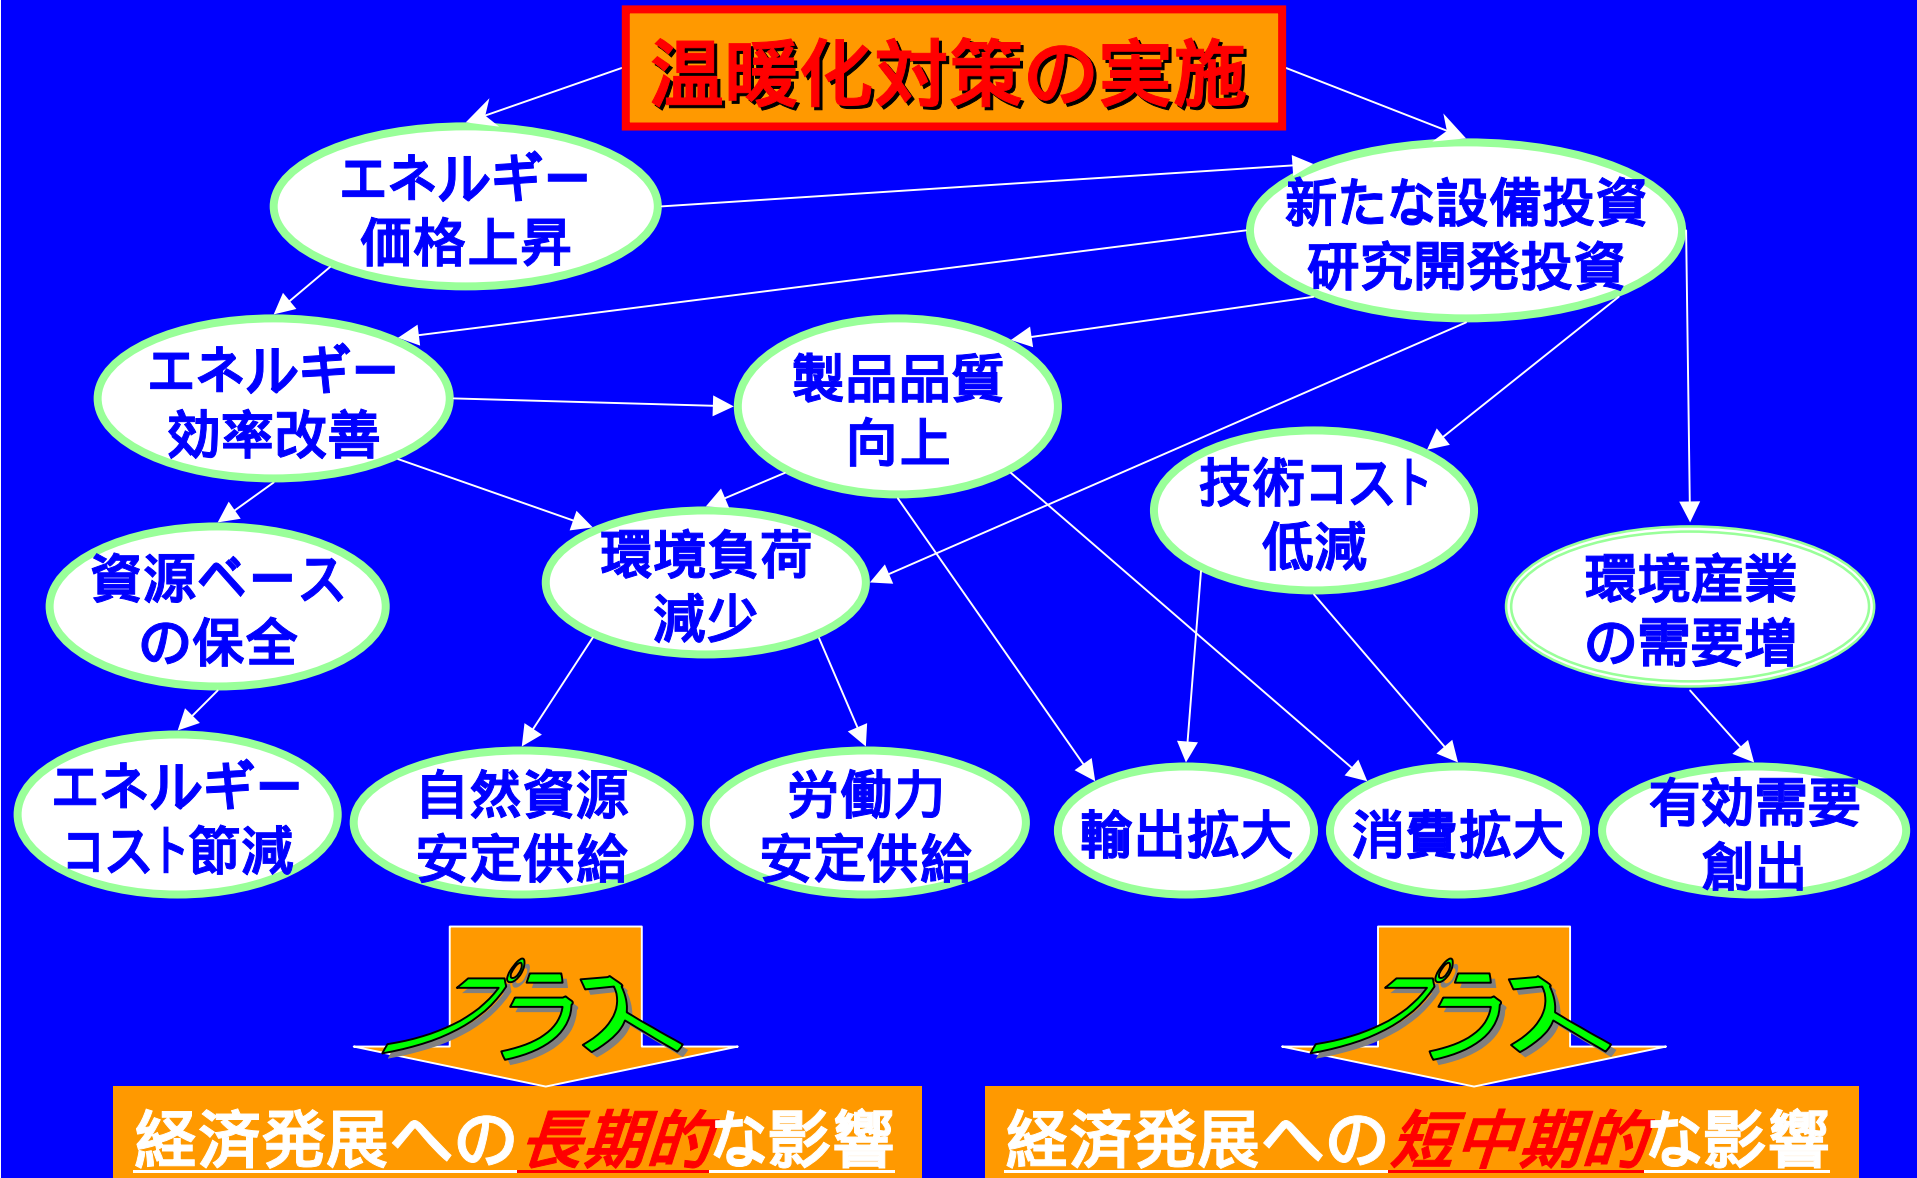 温暖化対策の実施
エネルギー
価格上昇
新たな設備投資
研究開発投資
エネルギー
効率改善
製品品質
向上
技術コスト
低減
資源ベース
の保全
環境負荷
減少
環境産業
の需要増
エネルギー
コスト節減
自然資源
安定供給
労働力
安定供給
輸出拡大
消費拡大
有効需要
創出
プラス
プラス
経済発展への長期的な影響
経済発展への短中期的な影響